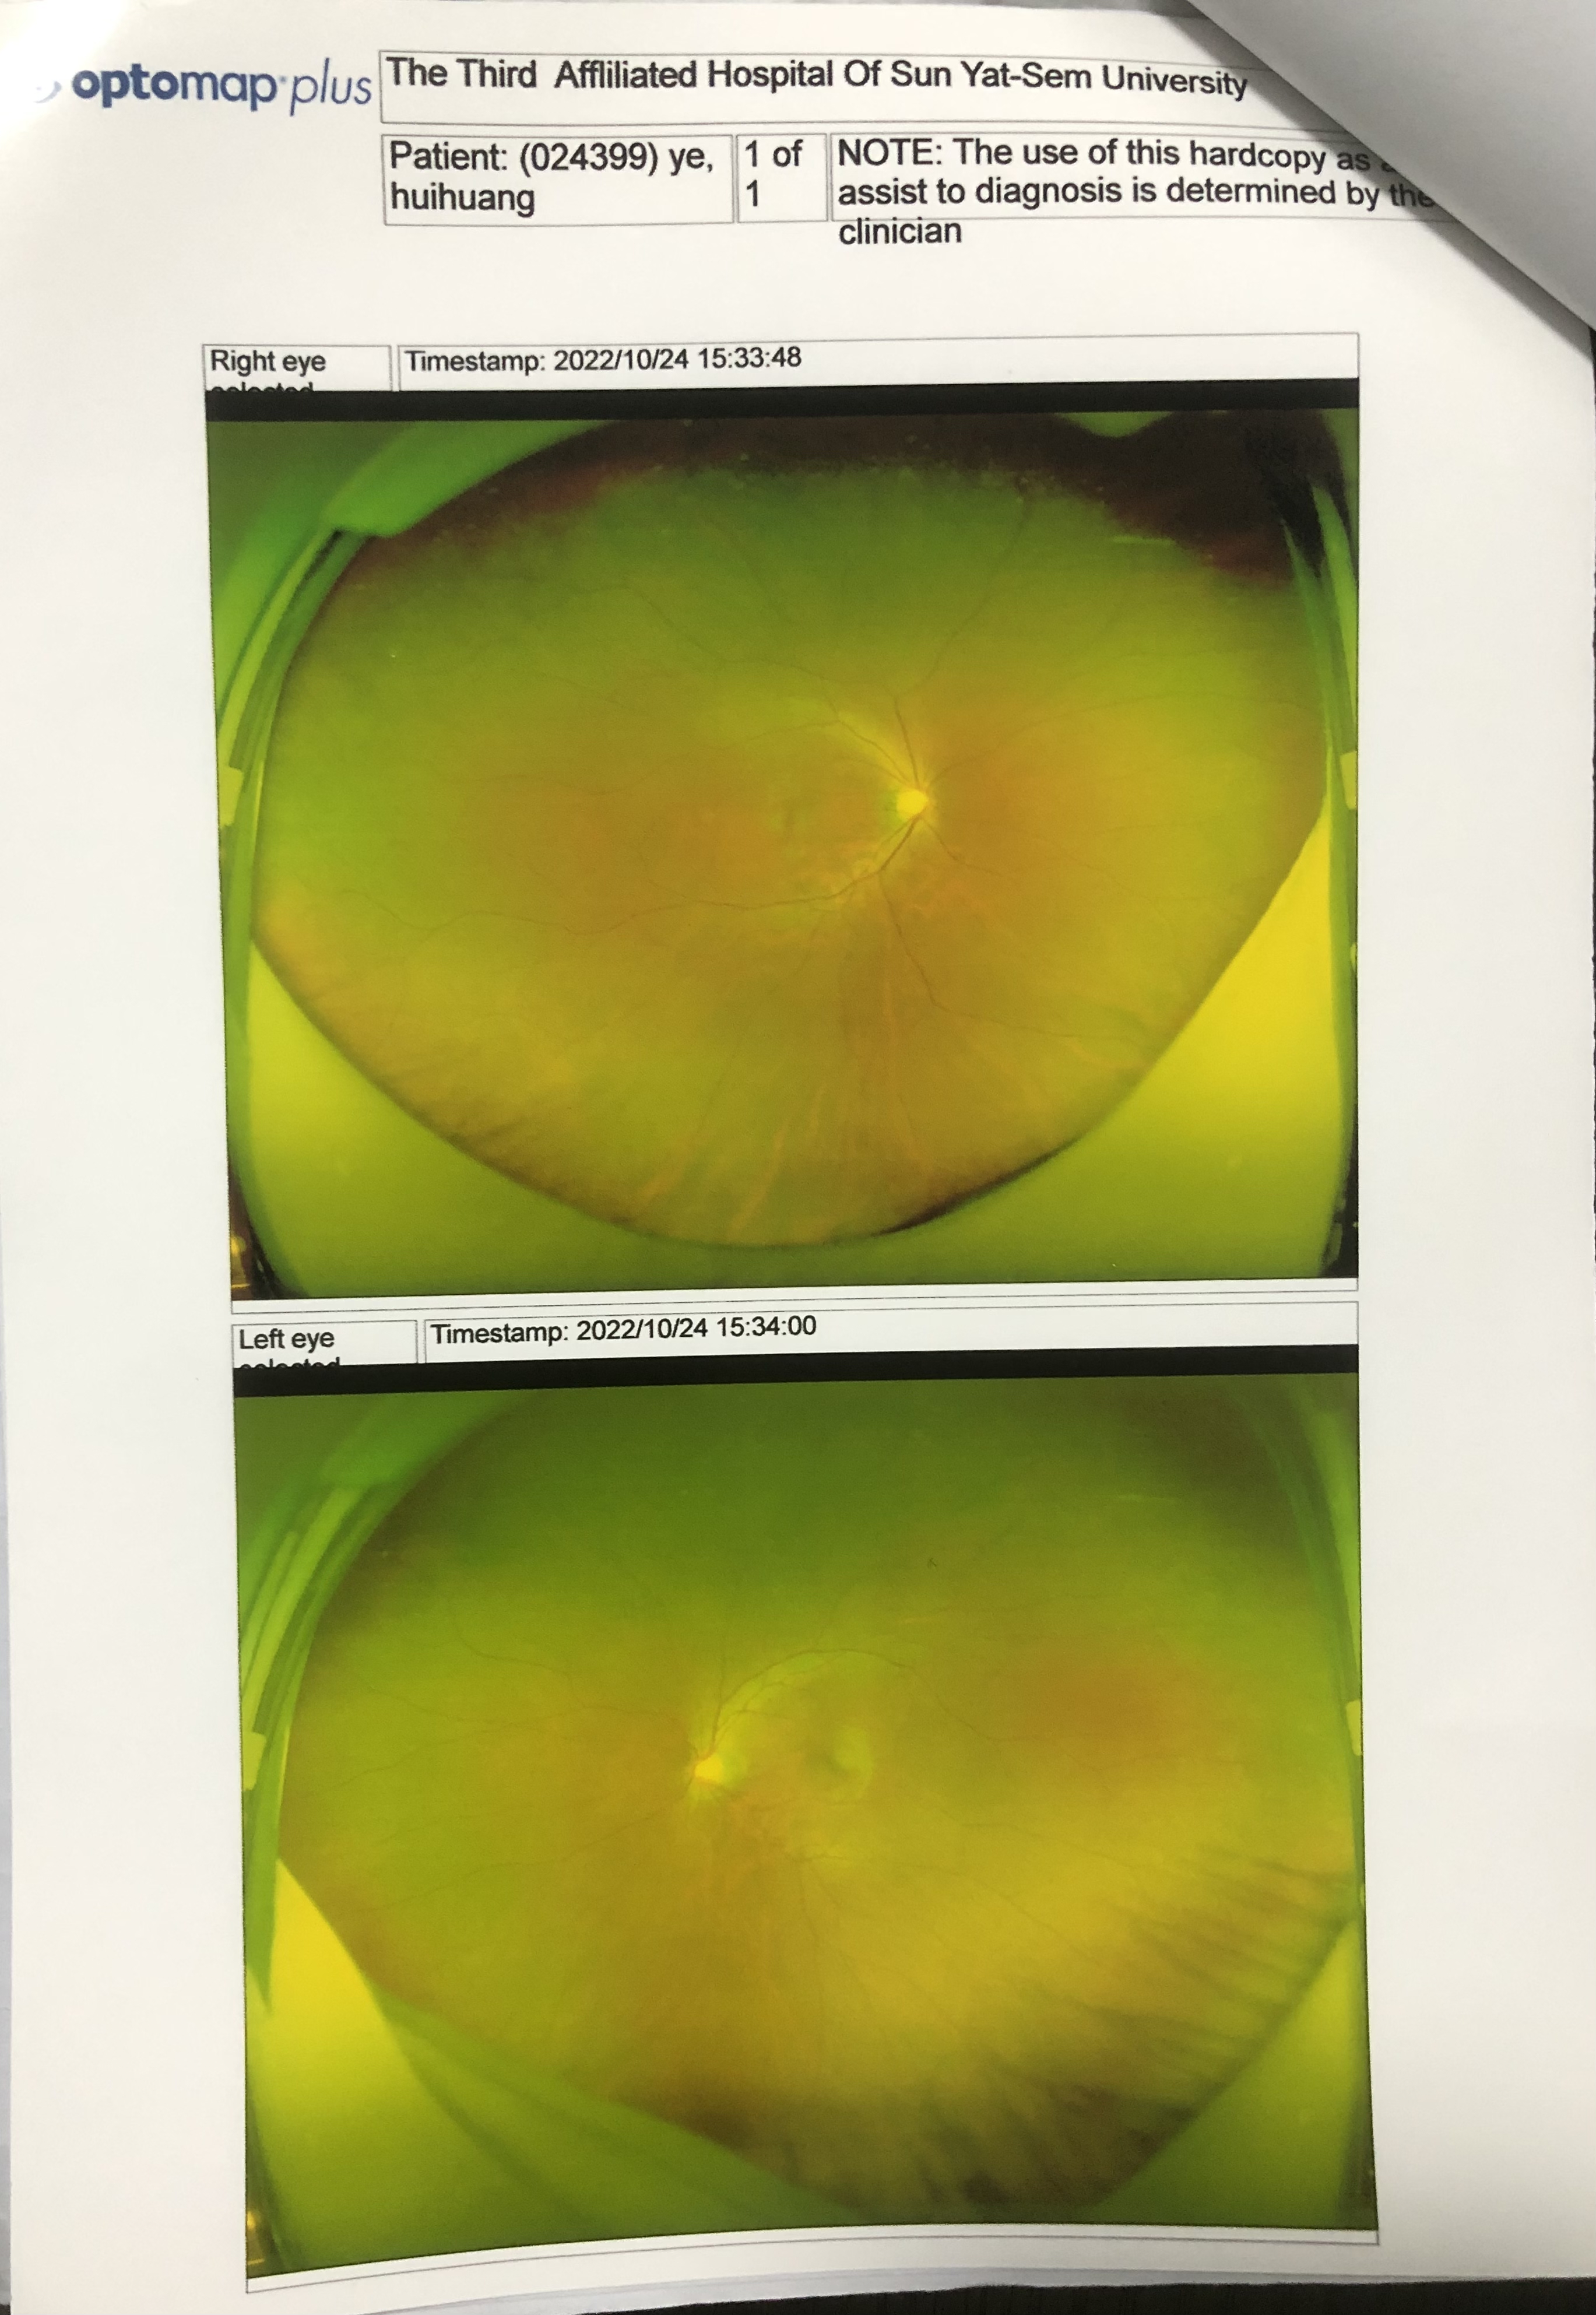 optomap plus
The Third Affliliated Hospital Of Sun Yat-Sem University
Patient: (024399) ye,
huihuang
1 of
1
NOTE: The use of this hardcopy as
assist to diagnosis is determined by the
clinician
Right eye
Timestamp: 2022/10/24 15:33:48
Left eye
Timestamp: 2022/10/24 15:34:00